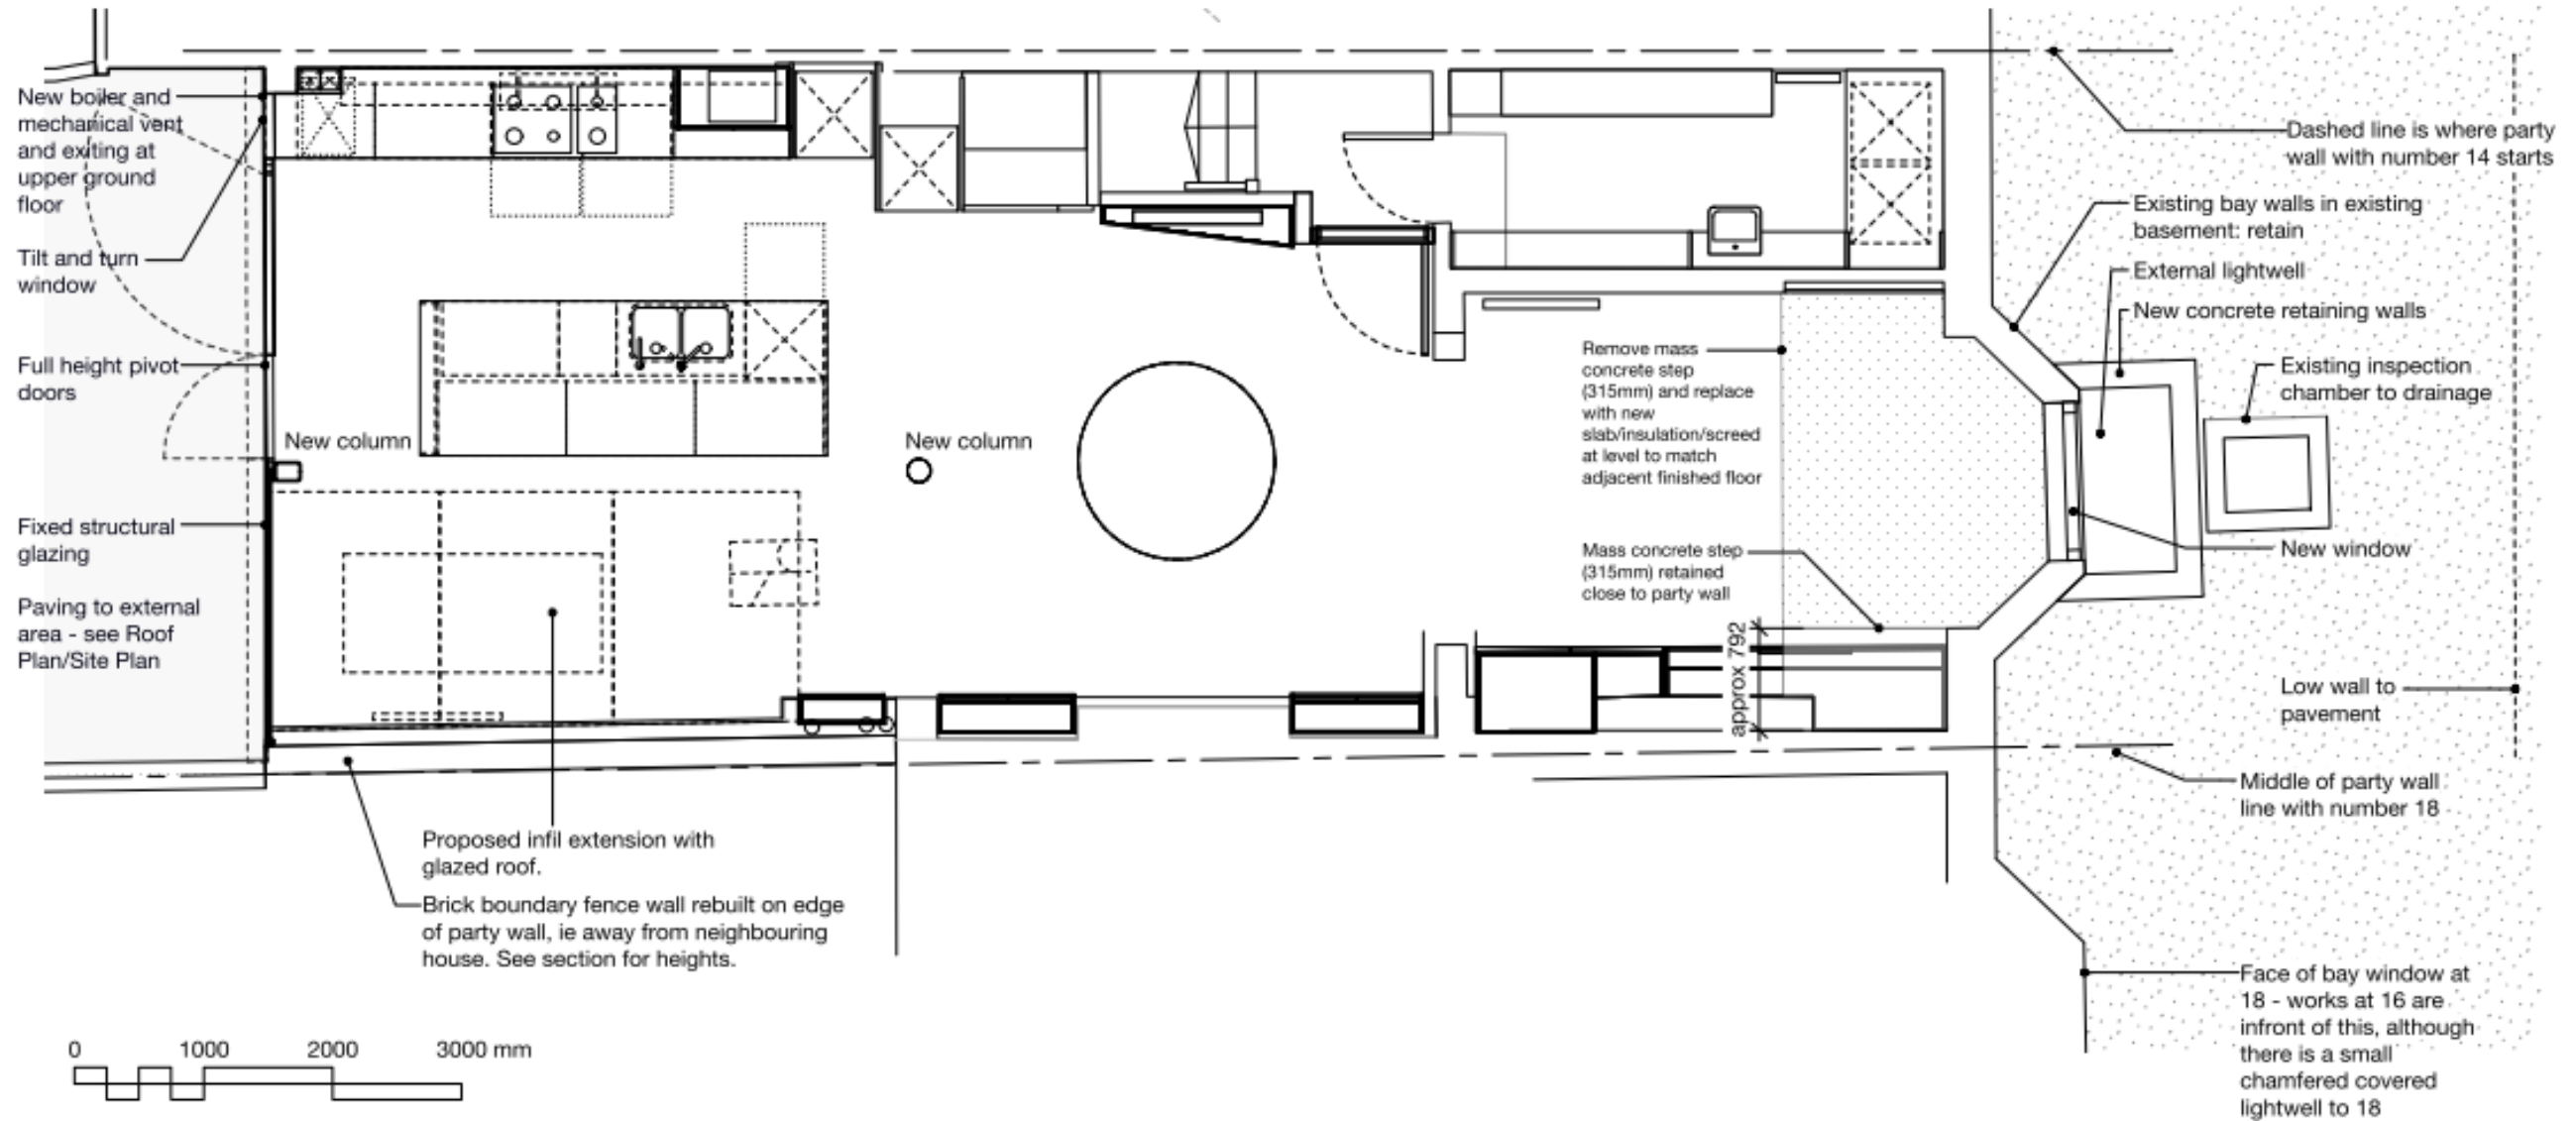 New boiler and
mechanical vent
and exiting at
upper ground
floor
Tilt and turn
window
Full height pivot
doors
Fixed structural
glazing
Paving to external
area - see Roof
Plan/Site Plan
New column
New column
Remove mass
concrete step
(315mm) and replace
with new
slab/insulation/screed
at level to match
adjacent finished floor
Mass concrete step
(315mm) retained
close to party wall
approx 792
Dashed line is where party
wall with number 14 starts
Existing bay walls in existing
basement: retain
External lightwell
New concrete retaining walls
Existing inspection
chamber to drainage
New window
Low wall to
pavement
Middle of party wall
line with number 18
Face of bay window at
18 - works at 16 are
infront of this, although
there is a small
chamfered covered
lightwell to 18
Proposed infil extension with
glazed roof.
Brick boundary fence wall rebuilt on edge
of party wall, ie away from neighbouring
house. See section for heights.
0 1000 2000 3000 mm